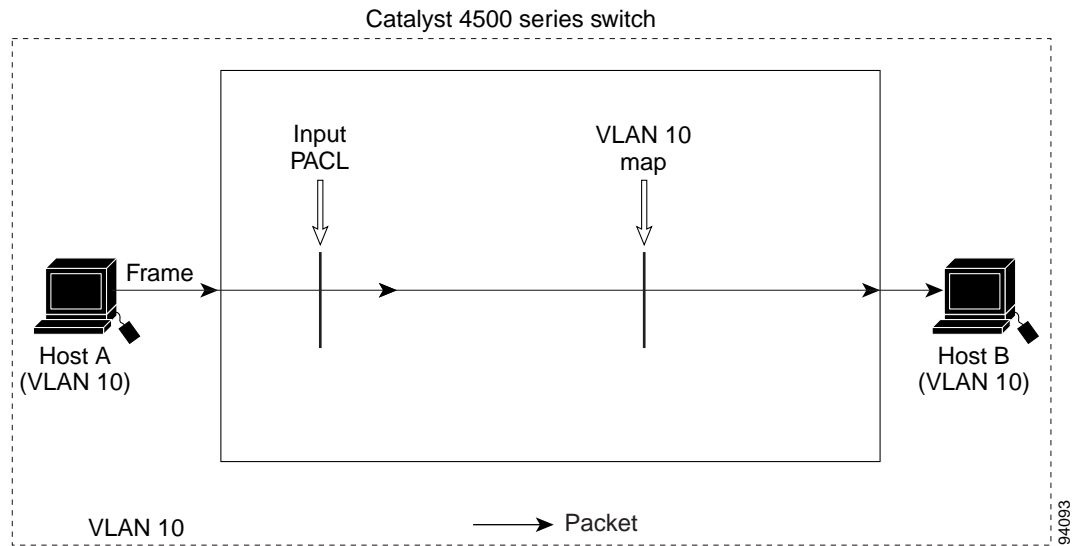 Catalyst 4500 series switch
Input
PACL
VLAN 10
map
Frame
Host A
(VLAN 10)
Host B
(VLAN 10)
VLAN 10
Packet
94093